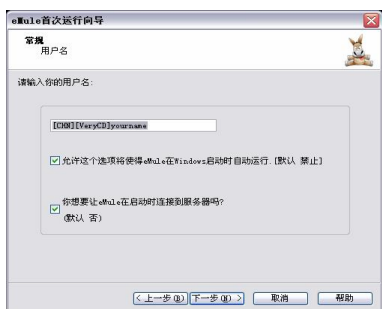 eMule首次运行向导
常规
用户名
请输入你的用户名:
[CHN][VeryCD]yourname
允许这个选项将使得eMule在Windows启动时自动运行. [默认 禁止]
你想要让eMule在启动时连接到服务器吗?
(默认 否)
< 上一步(B) 下一步(N) > 取消 帮助